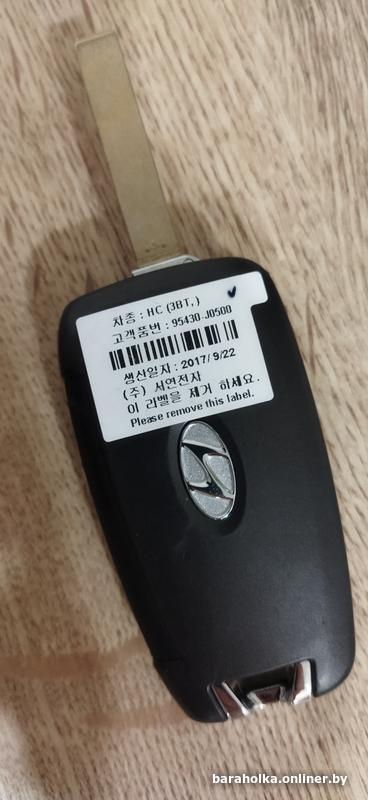 차종 : HC (3BT,)
고객품번 : 95430-J0500
생산일자 : 2017/ 9/22
(주) 서연전자
이 라벨을 제거 하세요.
Please remove this label.
baraholka.onliner.by